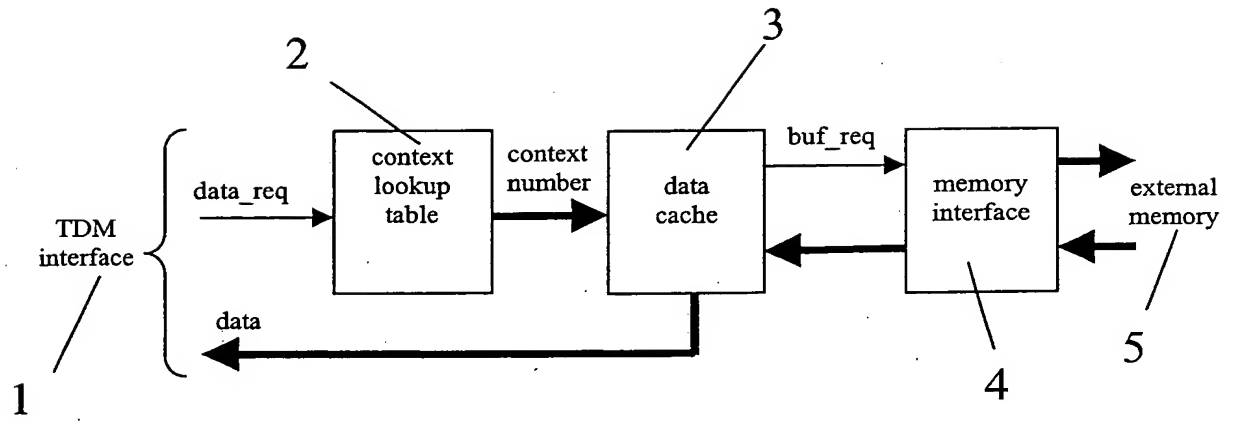 3
2
buf_req
context
lookup
table
context
number
data_req
data
cache
memory
interface
external
memory
TDM
interface
data
5
4
1